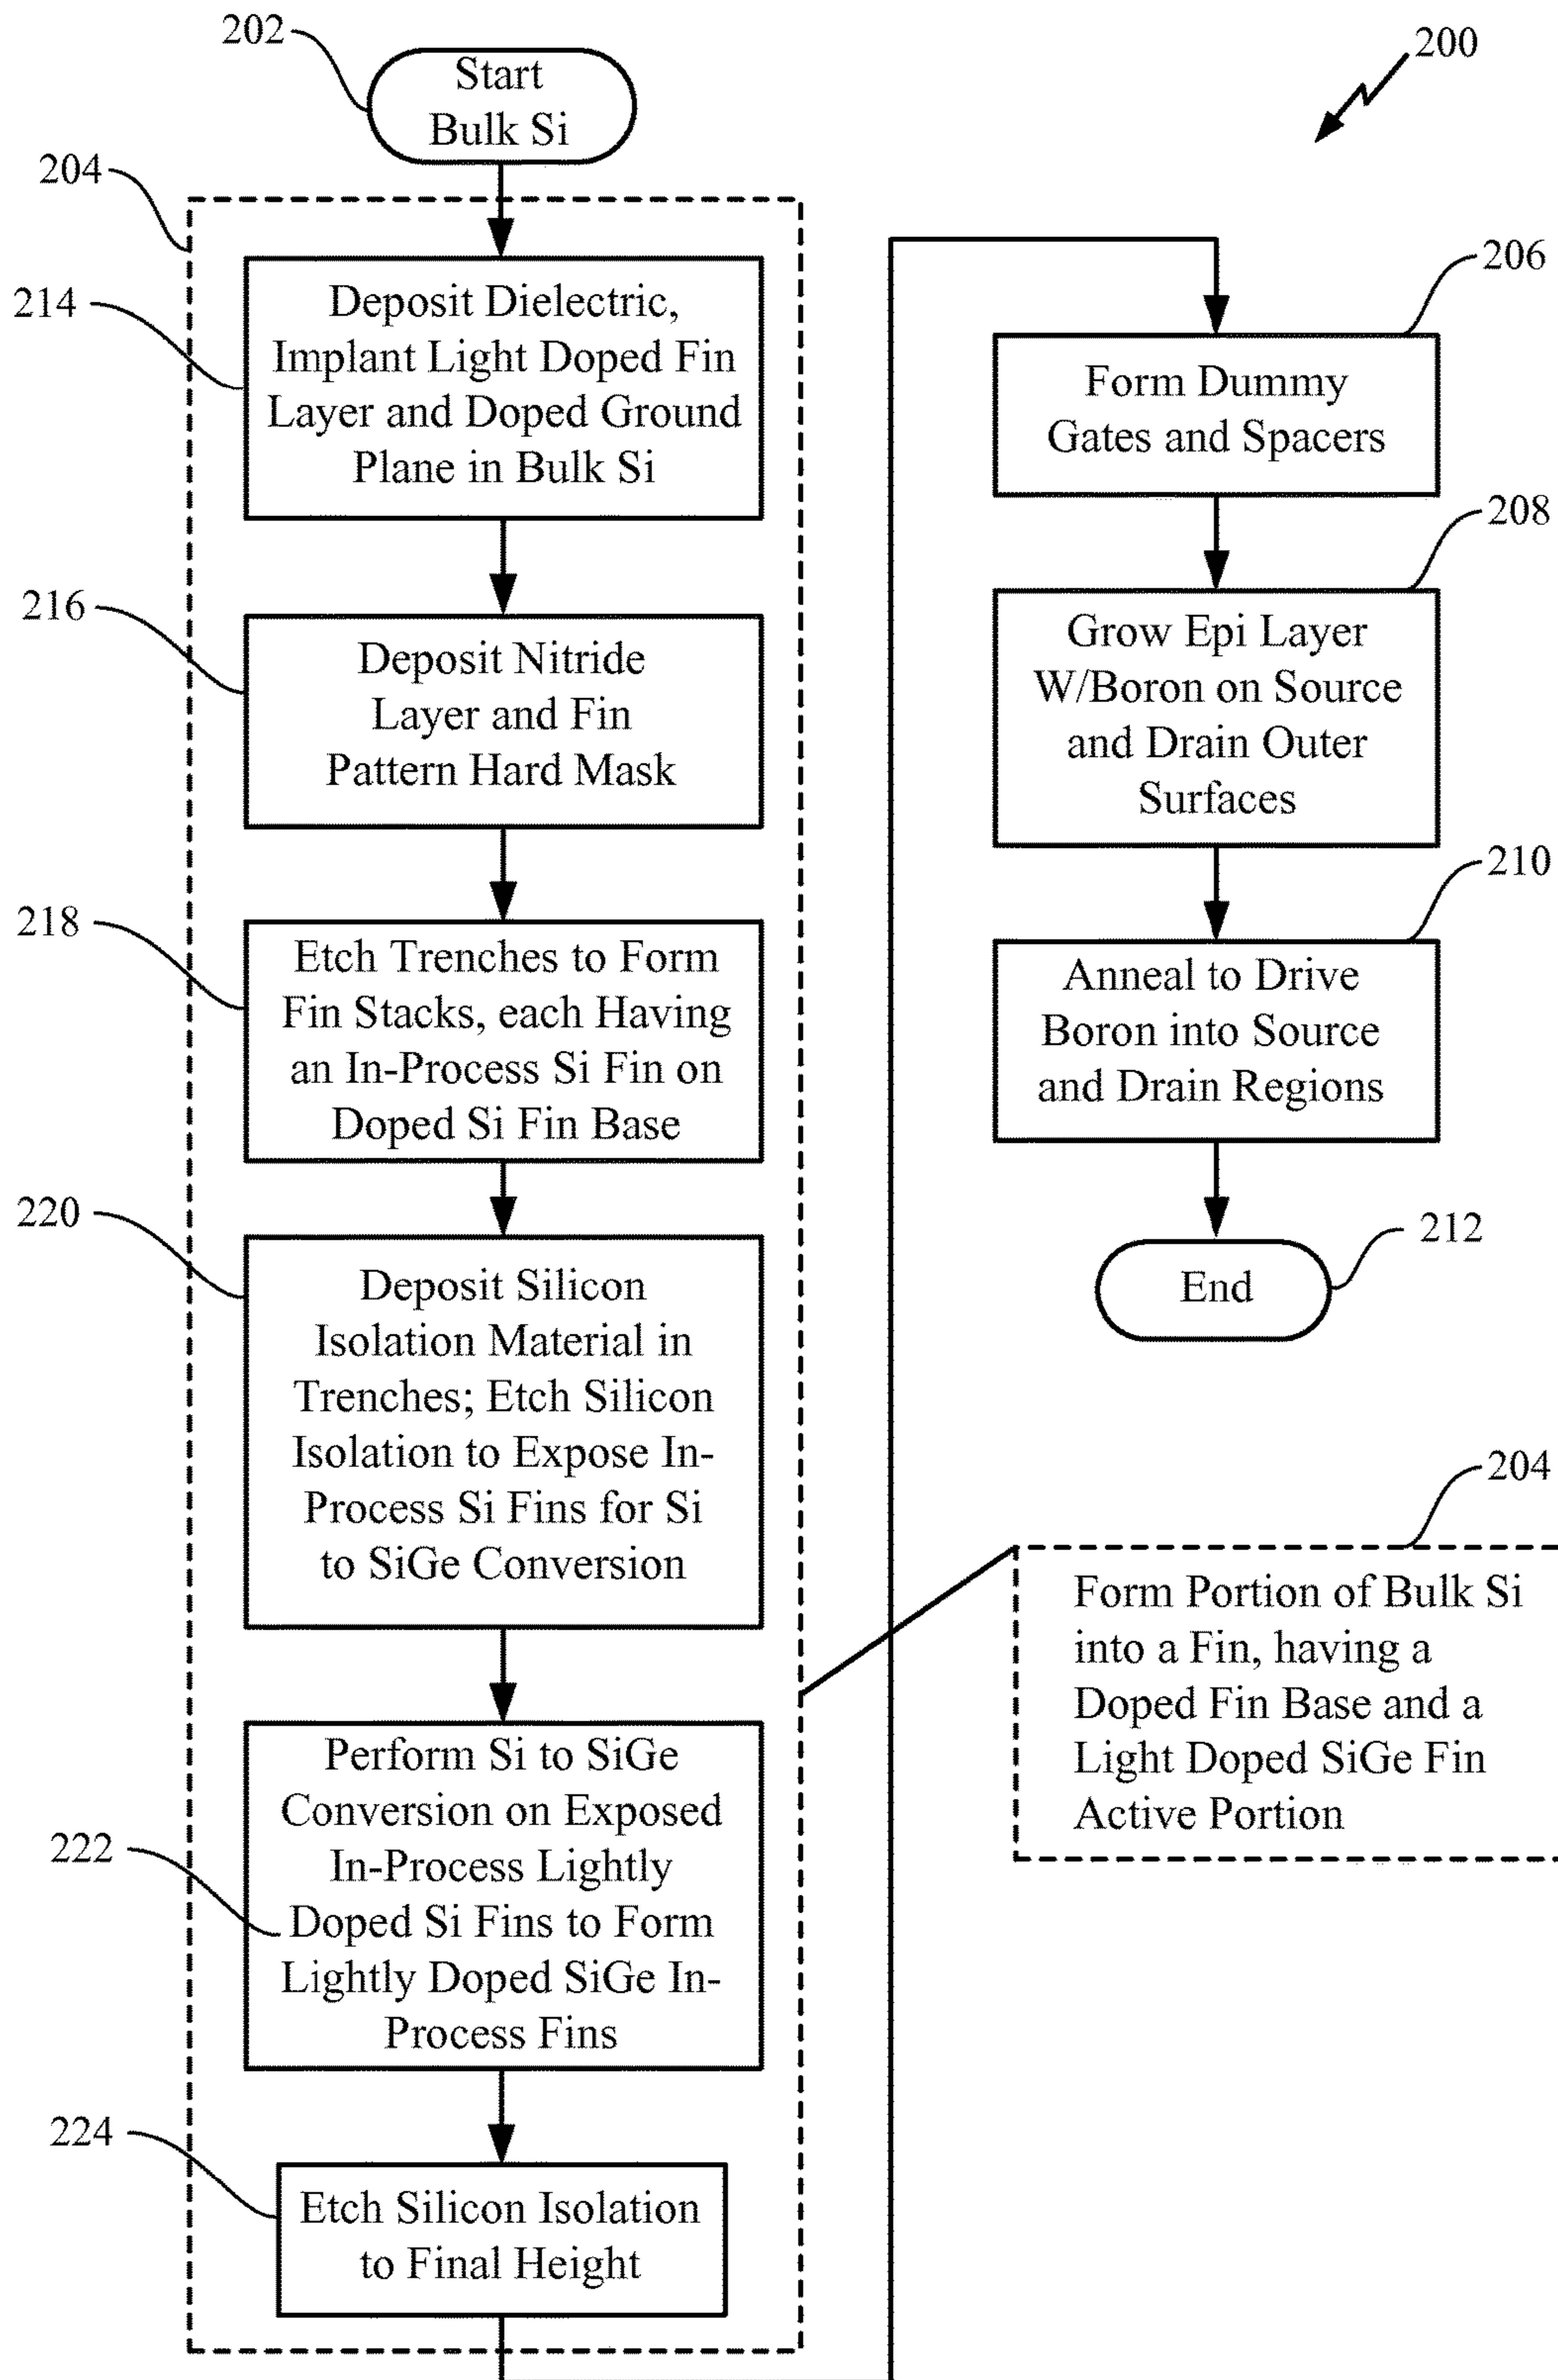 202
Start
Bulk Si
200
204
214
Deposit Dielectric,
Implant Light Doped Fin
Layer and Doped Ground
Plane in Bulk Si
216
Deposit Nitride
Layer and Fin
Pattern Hard Mask
218
Etch Trenches to Form
Fin Stacks, each Having
an In-Process Si Fin on
Doped Si Fin Base
220
Deposit Silicon
Isolation Material in
Trenches; Etch Silicon
Isolation to Expose In-
Process Si Fins for Si
to SiGe Conversion
222
Perform Si to SiGe
Conversion on Exposed
In-Process Lightly
Doped Si Fins to Form
Lightly Doped SiGe In-
Process Fins
224
Etch Silicon Isolation
to Final Height
206
Form Dummy
Gates and Spacers
208
Grow Epi Layer
W/Boron on Source
and Drain Outer
Surfaces
210
Anneal to Drive
Boron into Source
and Drain Regions
212
End
204
Form Portion of Bulk Si
into a Fin, having a
Doped Fin Base and a
Light Doped SiGe Fin
Active Portion